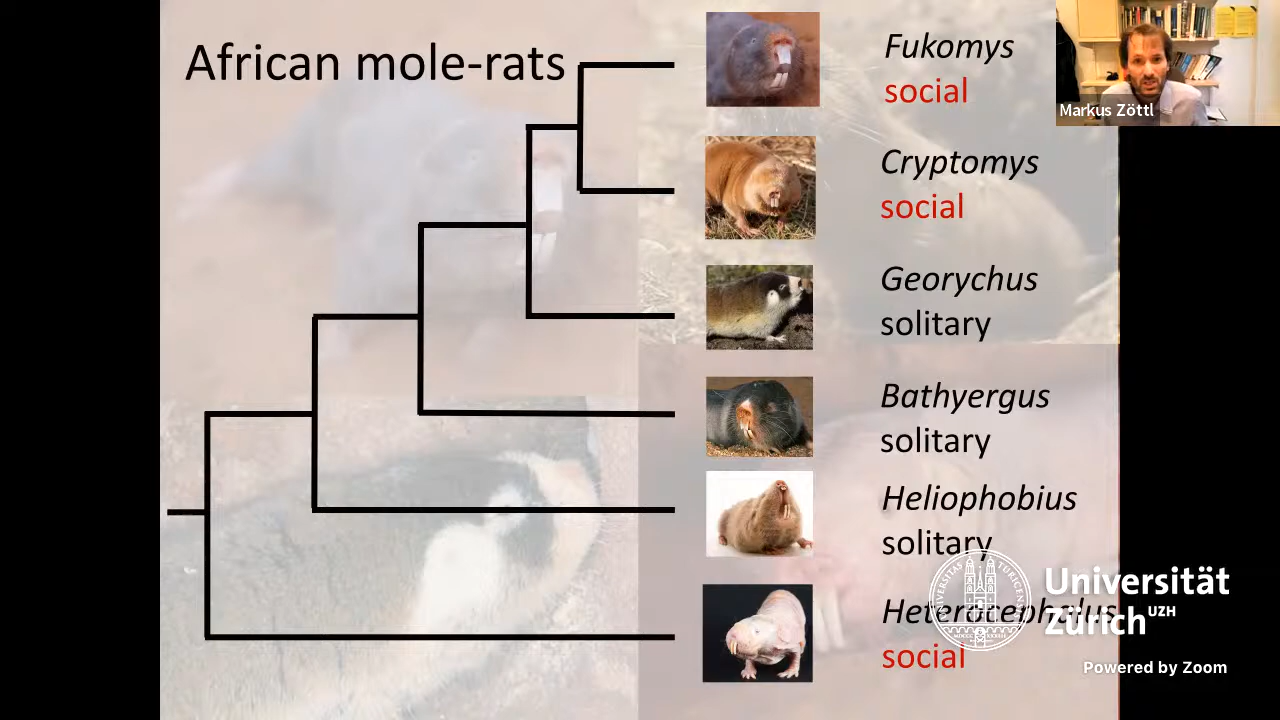 African mole-rats
Fukomys
social
Markus Zöttl
Cryptomys
social
Georychus
solitary
Bathyergus
solitary
Heliophobius
solitary
Heterocephalus
social
Universität
Zürich UZH
Powered by Zoom